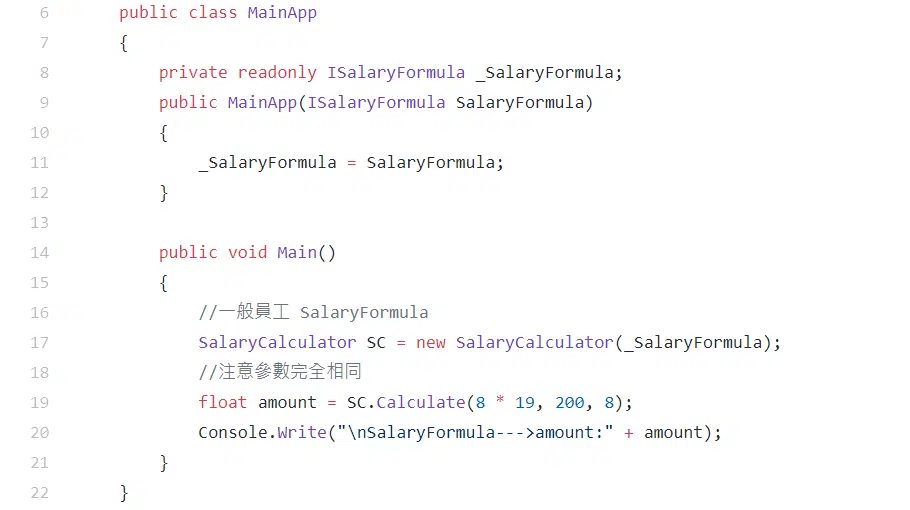 6 public class MainApp
7 {
8 private readonly ISalaryFormula _SalaryFormula;
9 public MainApp(ISalaryFormula SalaryFormula)
10 {
11 _SalaryFormula = SalaryFormula;
12 }
13
14 public void Main()
15 {
16 //一般員工 SalaryFormula
17 SalaryCalculator SC = new SalaryCalculator(_SalaryFormula);
18 //注意參數完全相同
19 float amount = SC.Calculate(8 * 19, 200, 8);
20 Console.Write("\nSalaryFormula--->amount:" + amount);
21 }
22 }